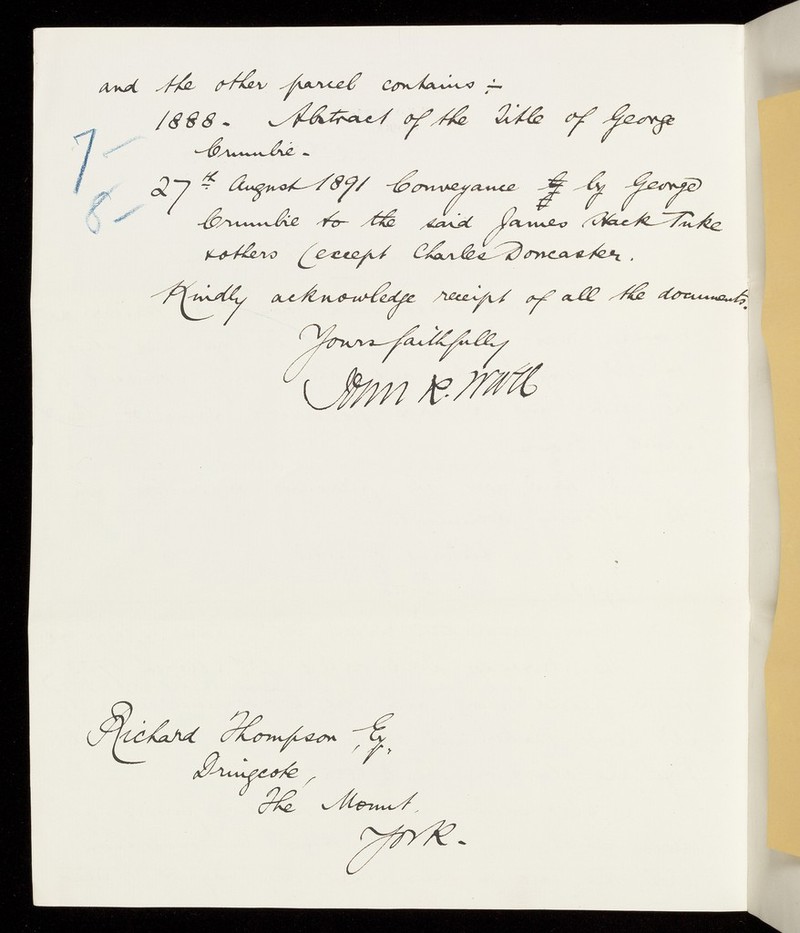 and the other parcel contains :-
1888 - Abstract of the Title of George
Crumbie -
7 -
27th August 1891 Conveyance by George
8 -
Crumbie to the said James Hack Tuke
& others (except Charles Doncaster.
Kindly acknowledge receipt of all the documents.
Yours faithfully
John R. Wood
Richard Thompson, Esq,
Dringcote,
The Mount,
York -